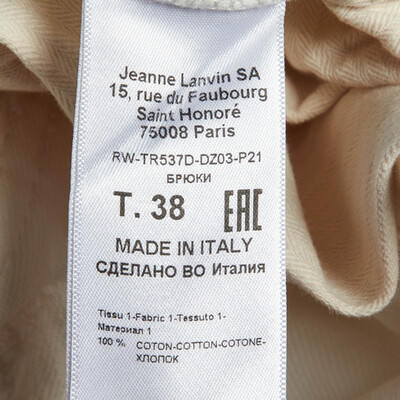 Jeanne Lanvin SA
15, rue du Faubourg
Saint Honoré
75008 Paris
RW-TR537D-DZ03-P21
БРЮКИ
T. 38 EAC
MADE IN ITALY
СДЕЛАНО ВО Италия
Tissu 1-Fabric 1-Tessuto 1-
Материал 1
100 % COTON-COTTON-COTONE-
ХЛОПОК